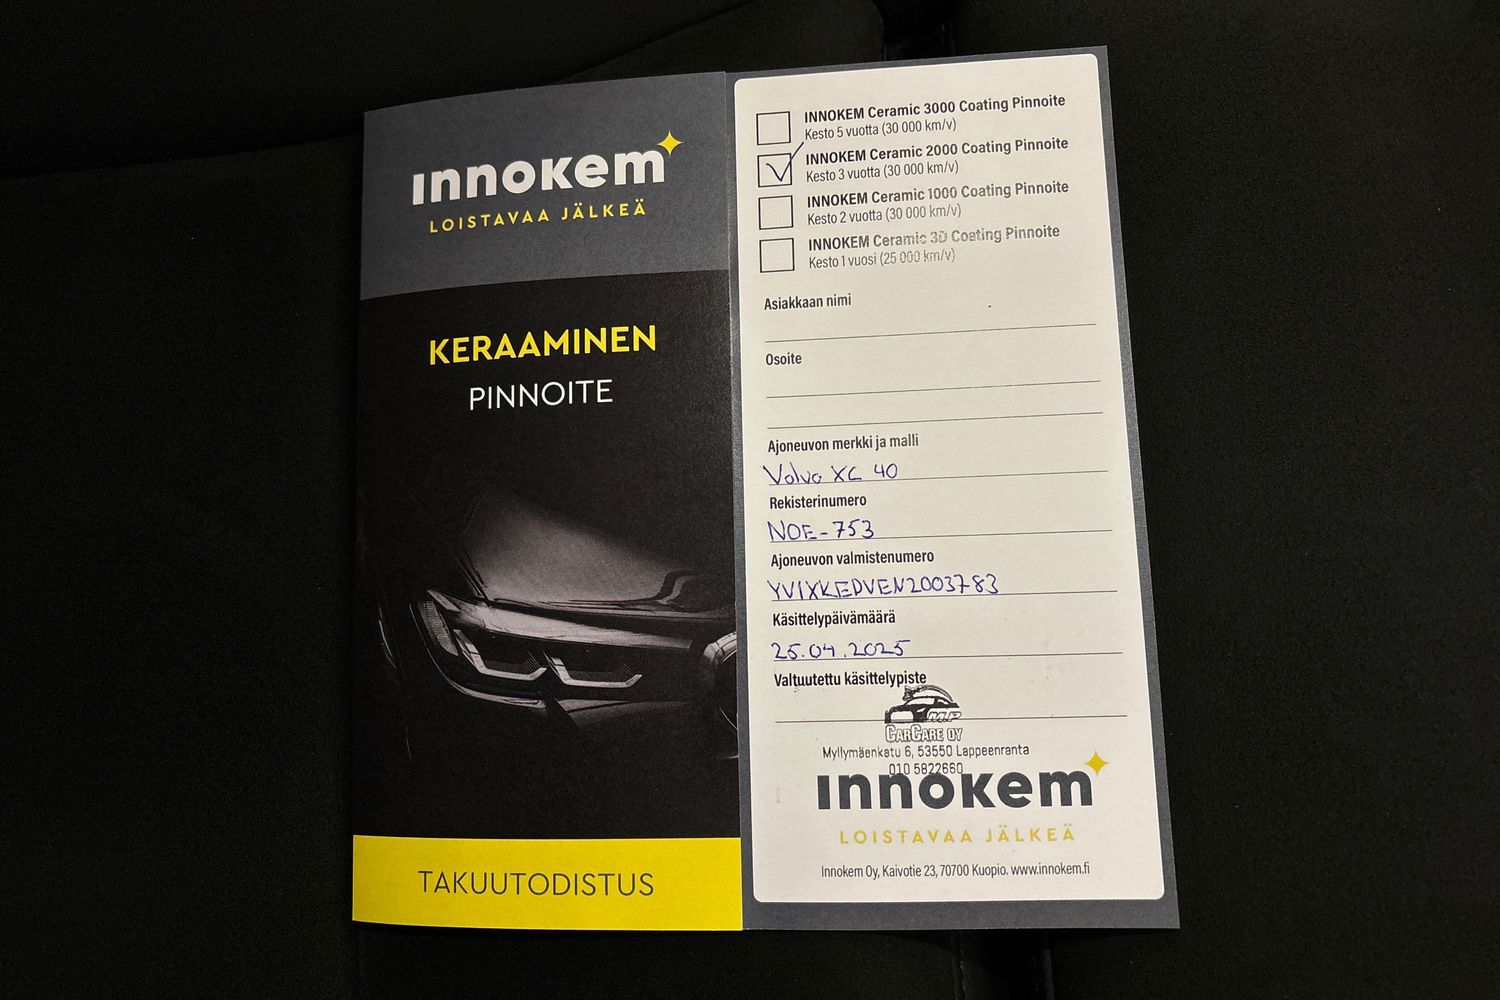 ınnoкem
LOISTAVAA JÄLKEÄ
KERAAMINEN
PINNOITE
TAKUUTODISTUS
INNOKEM Ceramic 3000 Coating Pinnoite
Kesto 5 vuotta (30 000 km/v)
INNOKEM Ceramic 2000 Coating Pinnoite
Kesto 3 vuotta (30 000 km/v)
INNOKEM Ceramic 1000 Coating Pinnoite
Kesto 2 vuotta (30 000 km/v)
INNOKEM Ceramic 3D Coating Pinnoite
Kesto 1 vuosi (25 000 km/v)
Asiakkaan nimi
Osoite
Ajoneuvon merkki ja malli
Volvo XC 40
Rekisterinumero
NOE-753
Ajoneuvon valmistenumero
YV1XKEDVEN2003783
Käsittelypäivämäärä
25.04.2025
Valtuutettu käsittelypiste
M.P
CARCARE OY
Myllymäenkatu 6, 53550 Lappeenranta
010 5822660
ınnoкem
LOISTAVAA JÄLKEÄ
Innokem Oy, Kaivotie 23, 70700 Kuopio. www.innokem.fi